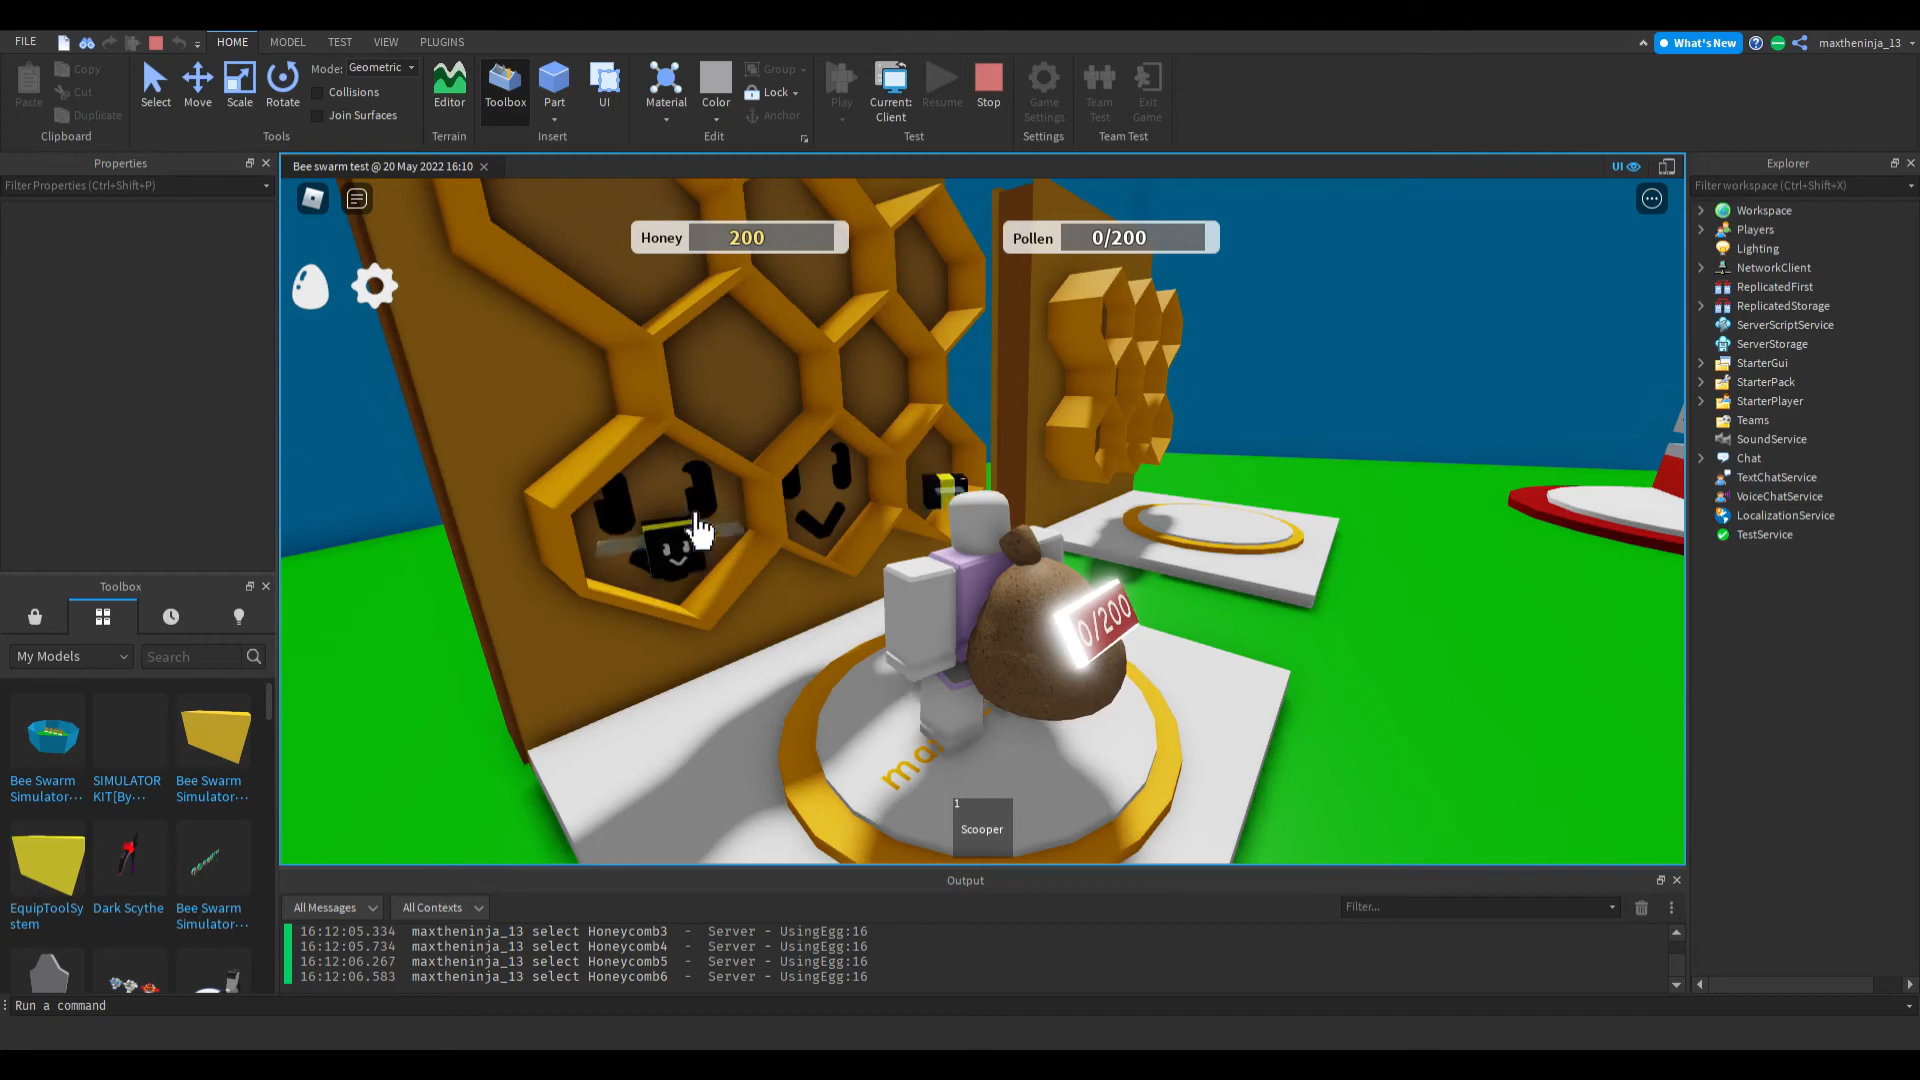 FILE
HOME
MODEL
TEST
VIEW
PLUGINS
What's New
maxtheninja_13
Paste
Copy
Cut
Duplicate
Clipboard
Select
Move
Scale
Rotate
Mode: Geometric
Collisions
Join Surfaces
Tools
Editor
Terrain
Toolbox
Part
UI
Insert
Material
Color
Group
Lock
Anchor
Edit
Play
Current:
Client
Resume
Stop
Test
Game
Settings
Settings
Team
Test
Exit
Game
Team Test
Properties
Filter Properties (Ctrl+Shift+P)
Bee swarm test @ 20 May 2022 16:10
UI
Honey 200
Pollen 0/200
0/200
1
Scooper
Explorer
Filter workspace (Ctrl+Shift+X)
Workspace
Players
Lighting
NetworkClient
ReplicatedFirst
ReplicatedStorage
ServerScriptService
ServerStorage
StarterGui
StarterPack
StarterPlayer
Teams
SoundService
Chat
TextChatService
VoiceChatService
LocalizationService
TestService
Toolbox
My Models
Search
Bee Swarm
Simulator...
SIMULATOR
KIT[By...
Bee Swarm
Simulator...
EquipToolSy
stem
Dark Scythe
Bee Swarm
Simulator...
Output
All Messages
All Contexts
Filter...
16:12:05.334 maxtheninja_13 select Honeycomb3 - Server - UsingEgg:16
16:12:05.734 maxtheninja_13 select Honeycomb4 - Server - UsingEgg:16
16:12:06.267 maxtheninja_13 select Honeycomb5 - Server - UsingEgg:16
16:12:06.583 maxtheninja_13 select Honeycomb6 - Server - UsingEgg:16
Run a command